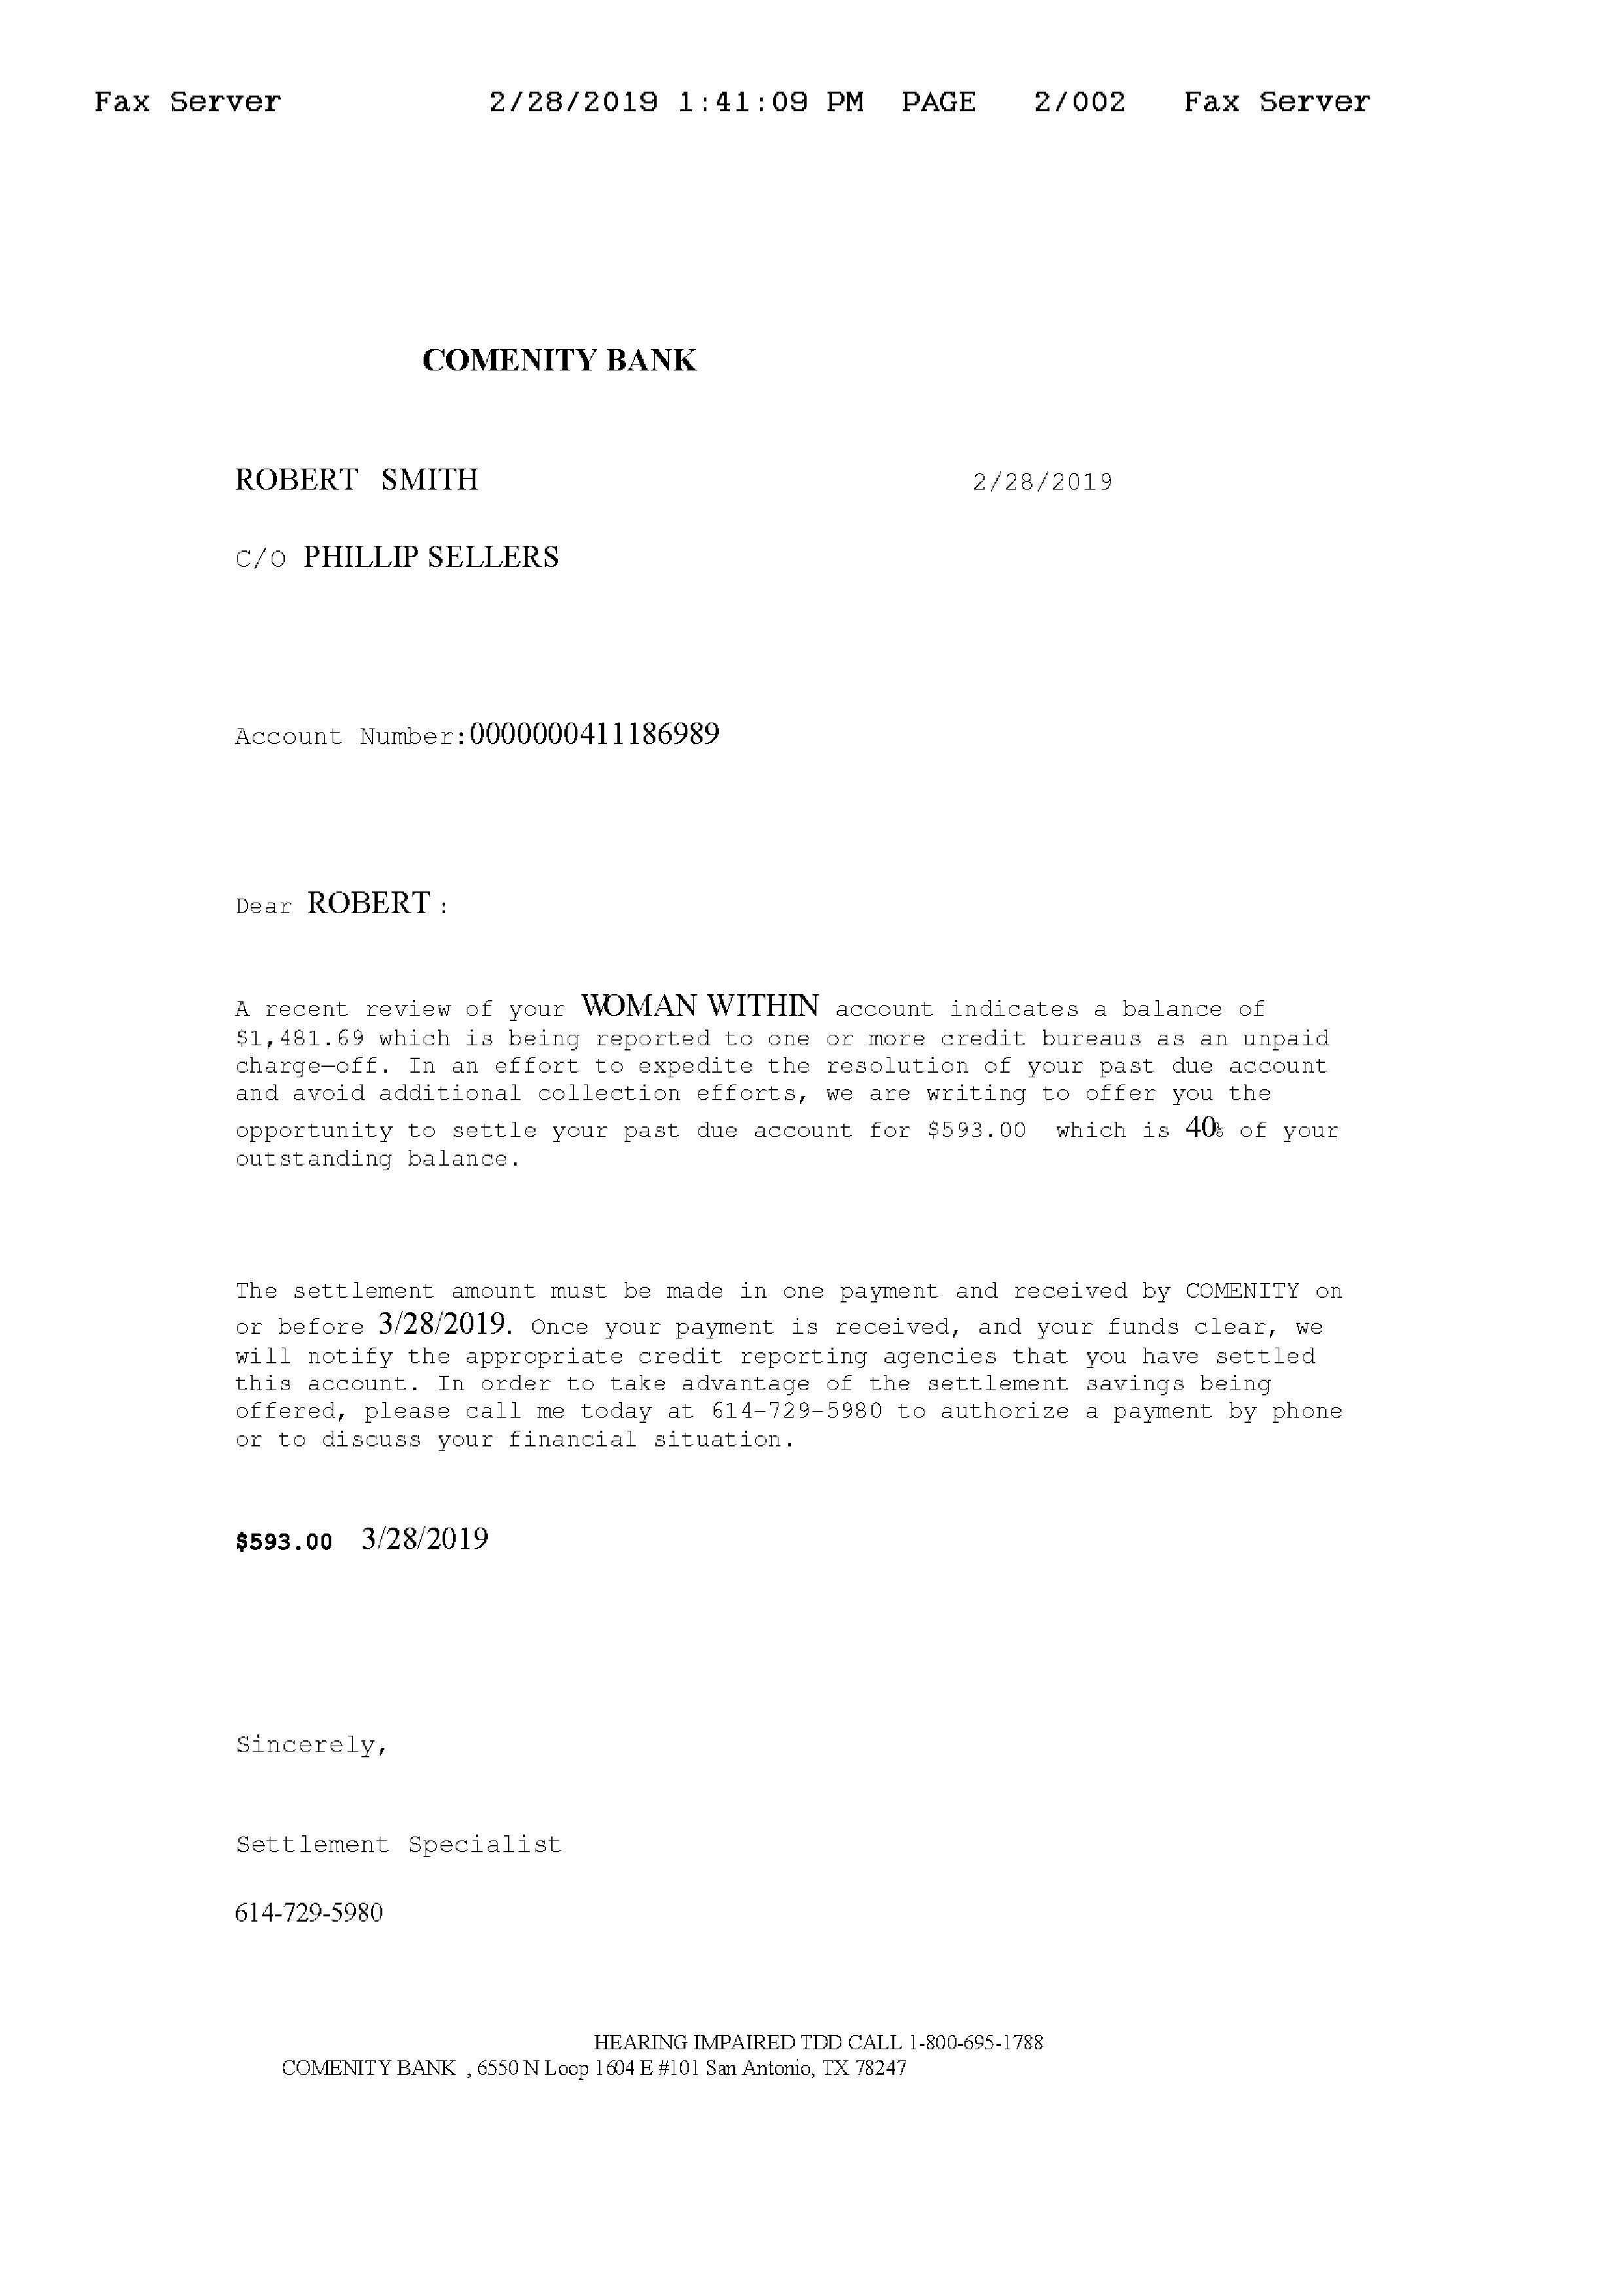 Fax Server 2/28/2019 1:41:09 PM PAGE 2/002 Fax Server
COMENITY BANK
ROBERT SMITH 2/28/2019
C/O PHILLIP SELLERS
Account Number:0000000411186989
Dear ROBERT :
A recent review of your WOMAN WITHIN account indicates a balance of
$1,481.69 which is being reported to one or more credit bureaus as an unpaid
charge-off. In an effort to expedite the resolution of your past due account
and avoid additional collection efforts, we are writing to offer you the
opportunity to settle your past due account for $593.00 which is 40% of your
outstanding balance.
The settlement amount must be made in one payment and received by COMENITY on
or before 3/28/2019. Once your payment is received, and your funds clear, we
will notify the appropriate credit reporting agencies that you have settled
this account. In order to take advantage of the settlement savings being
offered, please call me today at 614-729-5980 to authorize a payment by phone
or to discuss your financial situation.
$593.00 3/28/2019
Sincerely,
Settlement Specialist
614-729-5980
HEARING IMPAIRED TDD CALL 1-800-695-1788
COMENITY BANK , 6550 N Loop 1604 E #101 San Antonio, TX 78247